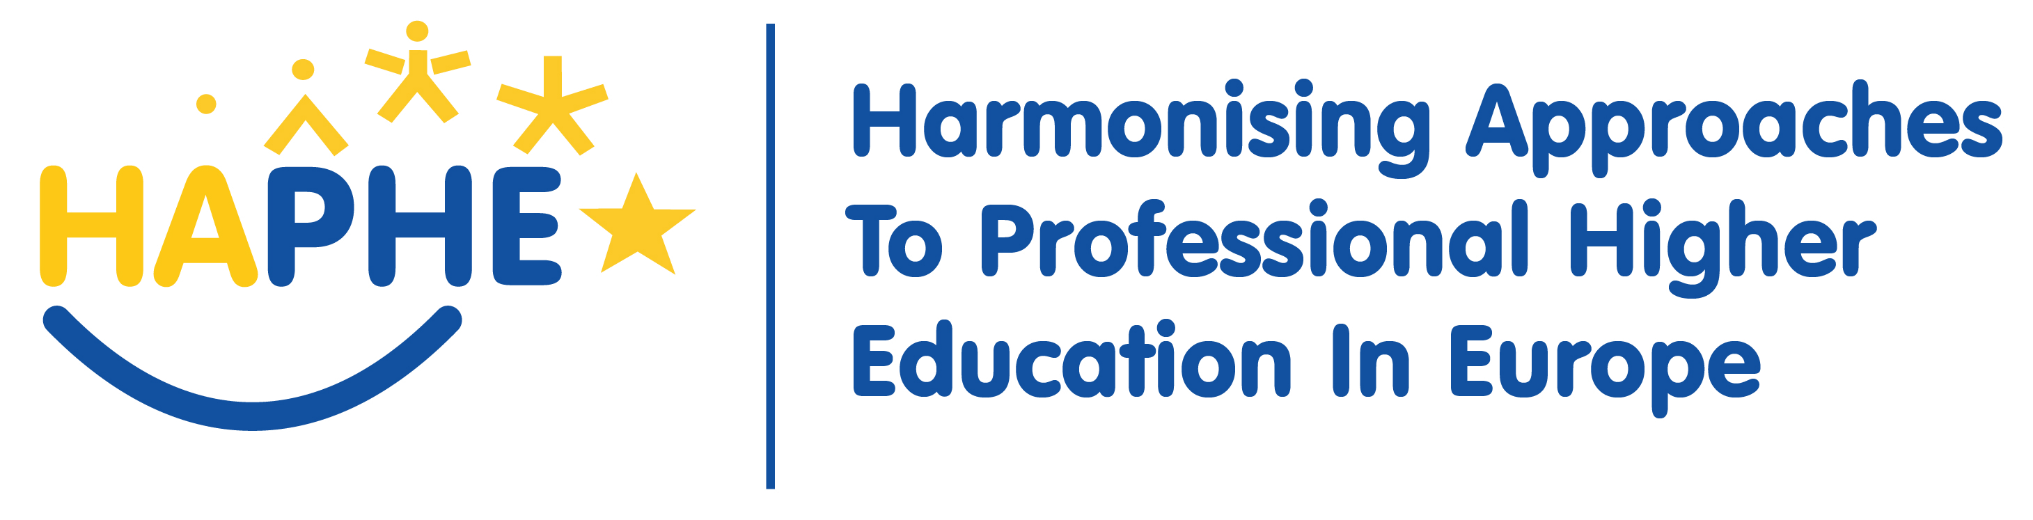 HAPHE
Harmonising Approaches
To Professional Higher
Education In Europe